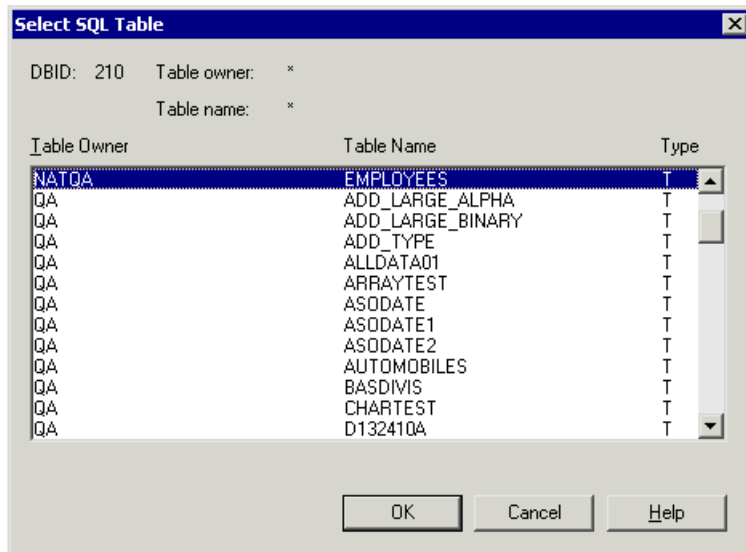 Select SQL Table
DBID: 210 Table owner: *
Table name: *
Table Owner Table Name Type
NATQA EMPLOYEES T
QA ADD_LARGE_ALPHA T
QA ADD_LARGE_BINARY T
QA ADD_TYPE T
QA ALLDATA01 T
QA ARRAYTEST T
QA ASODATE T
QA ASODATE1 T
QA ASODATE2 T
QA AUTOMOBILES T
QA BASDIVIS T
QA CHARTEST T
QA D132410A T
OK Cancel Help